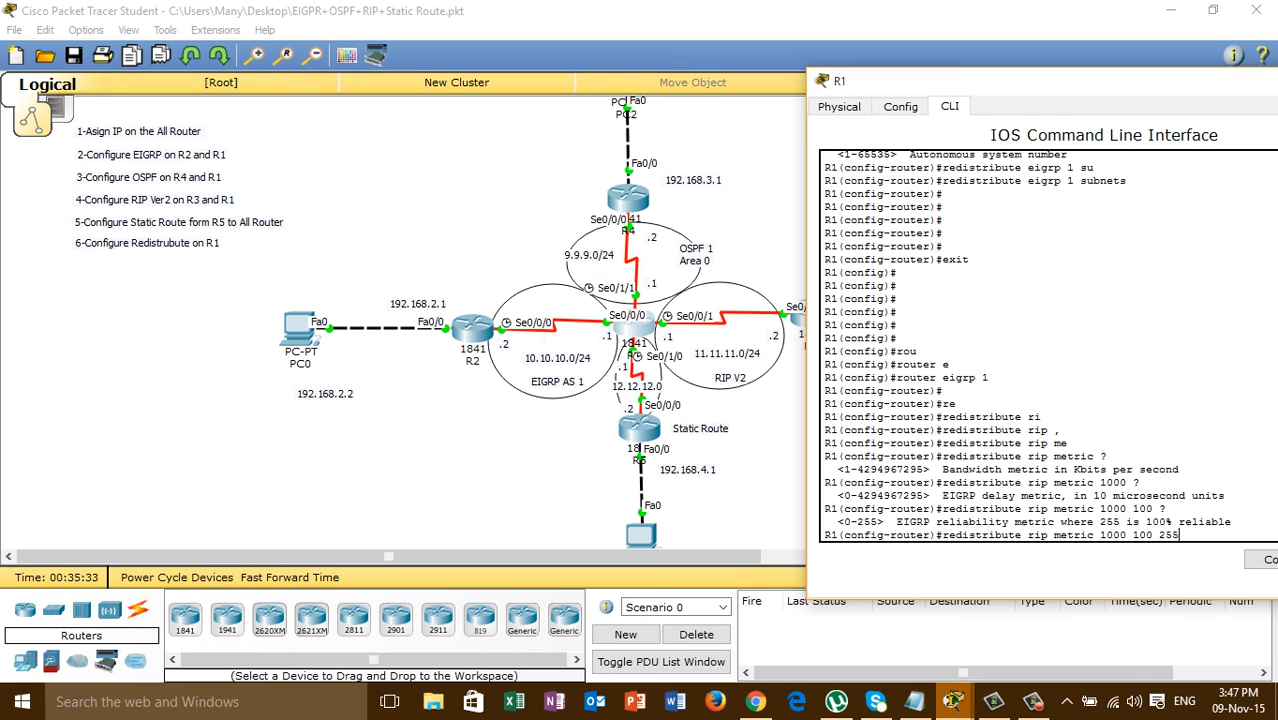 Cisco Packet Tracer Student - C:\Users\Many\Desktop\EIGPR+OSPF+RIP+Static Route.pkt
File Edit Options View Tools Extensions Help
Logical
[Root]
New Cluster
Move Object
1-Asign IP on the All Router
2-Configure EIGRP on R2 and R1
3-Configure OSPF on R4 and R1
4-Configure RIP Ver2 on R3 and R1
5-Configure Static Route form R5 to All Router
6-Configure Redistrubute on R1
Fa0
PC2
Fa0/0
192.168.3.1
Se0/0/0
R4
.2
OSPF 1
Area 0
9.9.9.0/24
Se0/1/1
.1
192.168.2.1
Fa0
Fa0/0
Se0/0/0
Se0/0/0
Se0/0/1
PC-PT
PC0
1841
R2
.2
.1
1841
.1
.2
10.10.10.0/24
EIGRP AS 1
11.11.11.0/24
RIP V2
Se0/1/0
.1
12.12.12.0
192.168.2.2
.2
Se0/0/0
Static Route
Fa0/0
192.168.4.1
Fa0
R1
Physical Config CLI
IOS Command Line Interface
<1-65535> Autonomous system number
R1(config-router)#redistribute eigrp 1 su
R1(config-router)#redistribute eigrp 1 subnets
R1(config-router)#
R1(config-router)#
R1(config-router)#
R1(config-router)#
R1(config-router)#
R1(config-router)#exit
R1(config)#
R1(config)#
R1(config)#
R1(config)#
R1(config)#
R1(config)#
R1(config)#rou
R1(config)#router e
R1(config)#router eigrp 1
R1(config-router)#
R1(config-router)#re
R1(config-router)#redistribute ri
R1(config-router)#redistribute rip ,
R1(config-router)#redistribute rip me
R1(config-router)#redistribute rip metric ?
<1-4294967295> Bandwidth metric in Kbits per second
R1(config-router)#redistribute rip metric 1000 ?
<0-4294967295> EIGRP delay metric, in 10 microsecond units
R1(config-router)#redistribute rip metric 1000 100 ?
<0-255> EIGRP reliability metric where 255 is 100% reliable
R1(config-router)#redistribute rip metric 1000 100 255
Co
Time: 00:35:33 Power Cycle Devices Fast Forward Time
Routers
1841 1941 2620XM 2621XM 2811 2901 2911 819 Generic Generic
(Select a Device to Drag and Drop to the Workspace)
Scenario 0
New Delete
Toggle PDU List Window
Fire Last Status Source Destination Type Color Time(sec) Periodic Num
Search the web and Windows
ENG
3:47 PM
09-Nov-15